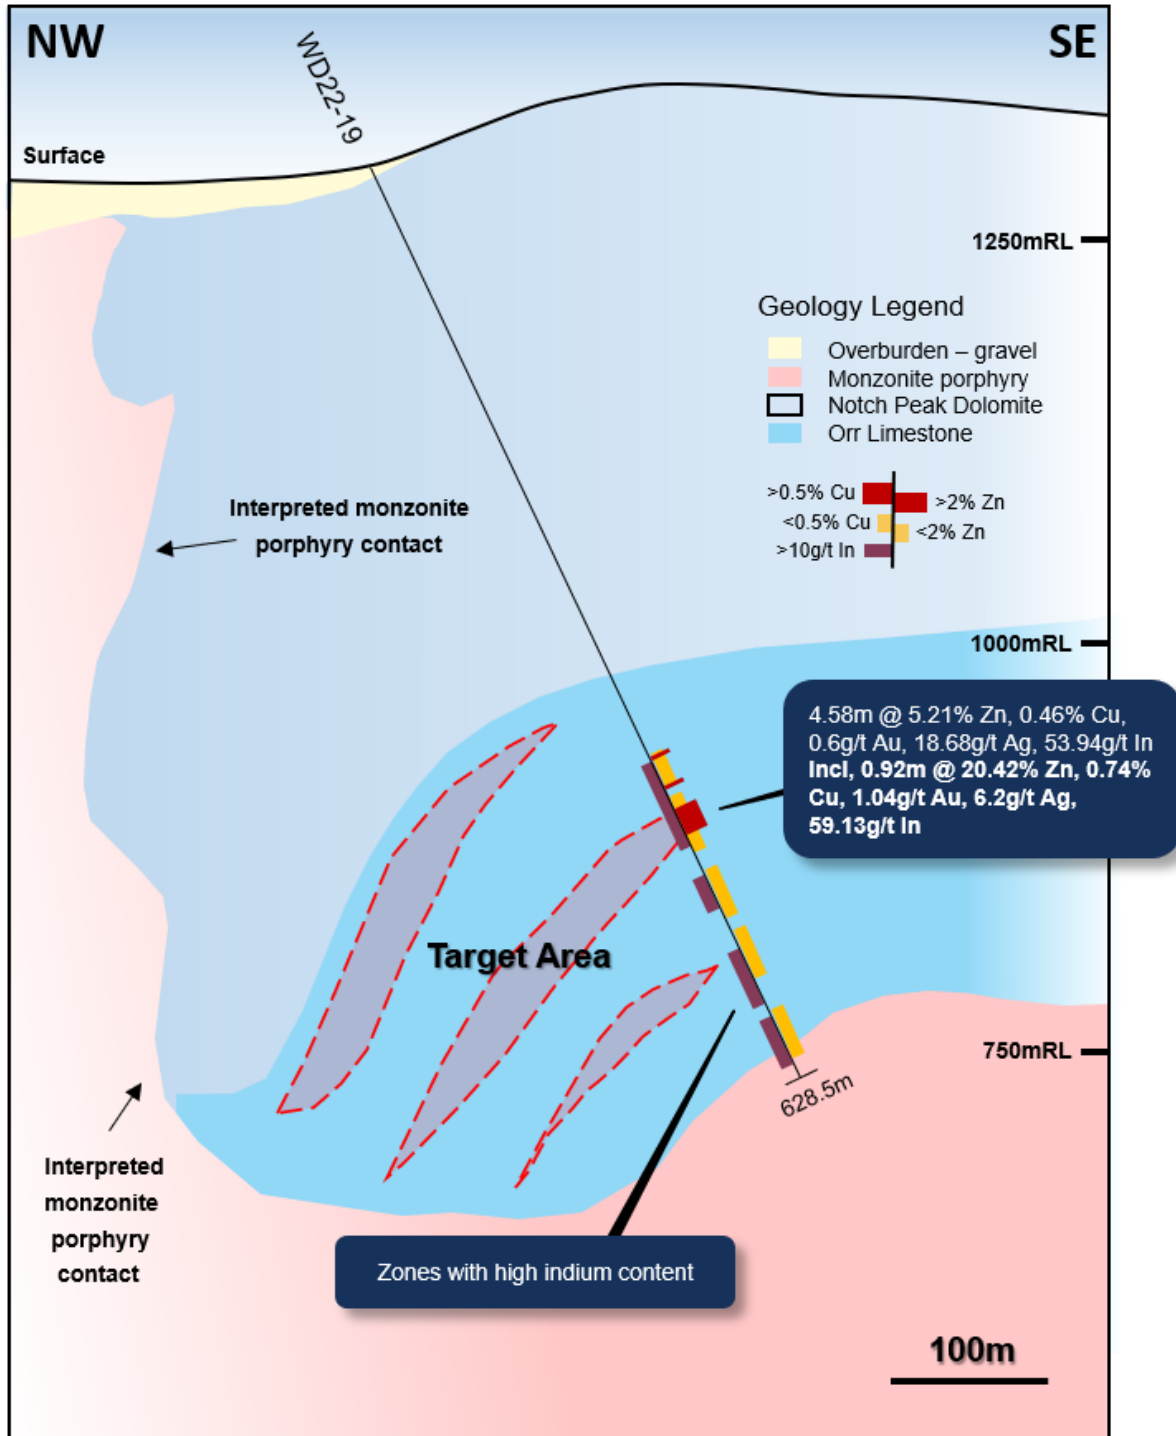 NW
SE
WD22-19
Surface
1250mRL
Geology Legend
Overburden – gravel
Monzonite porphyry
Notch Peak Dolomite
Orr Limestone
>0.5% Cu
>2% Zn
<0.5% Cu
<2% Zn
>10g/t In
Interpreted monzonite
porphyry contact
1000mRL
4.58m @ 5.21% Zn, 0.46% Cu,
0.6g/t Au, 18.68g/t Ag, 53.94g/t In
Incl, 0.92m @ 20.42% Zn, 0.74%
Cu, 1.04g/t Au, 6.2g/t Ag,
59.13g/t In
Target Area
750mRL
628.5m
Interpreted
monzonite
porphyry
contact
Zones with high indium content
100m